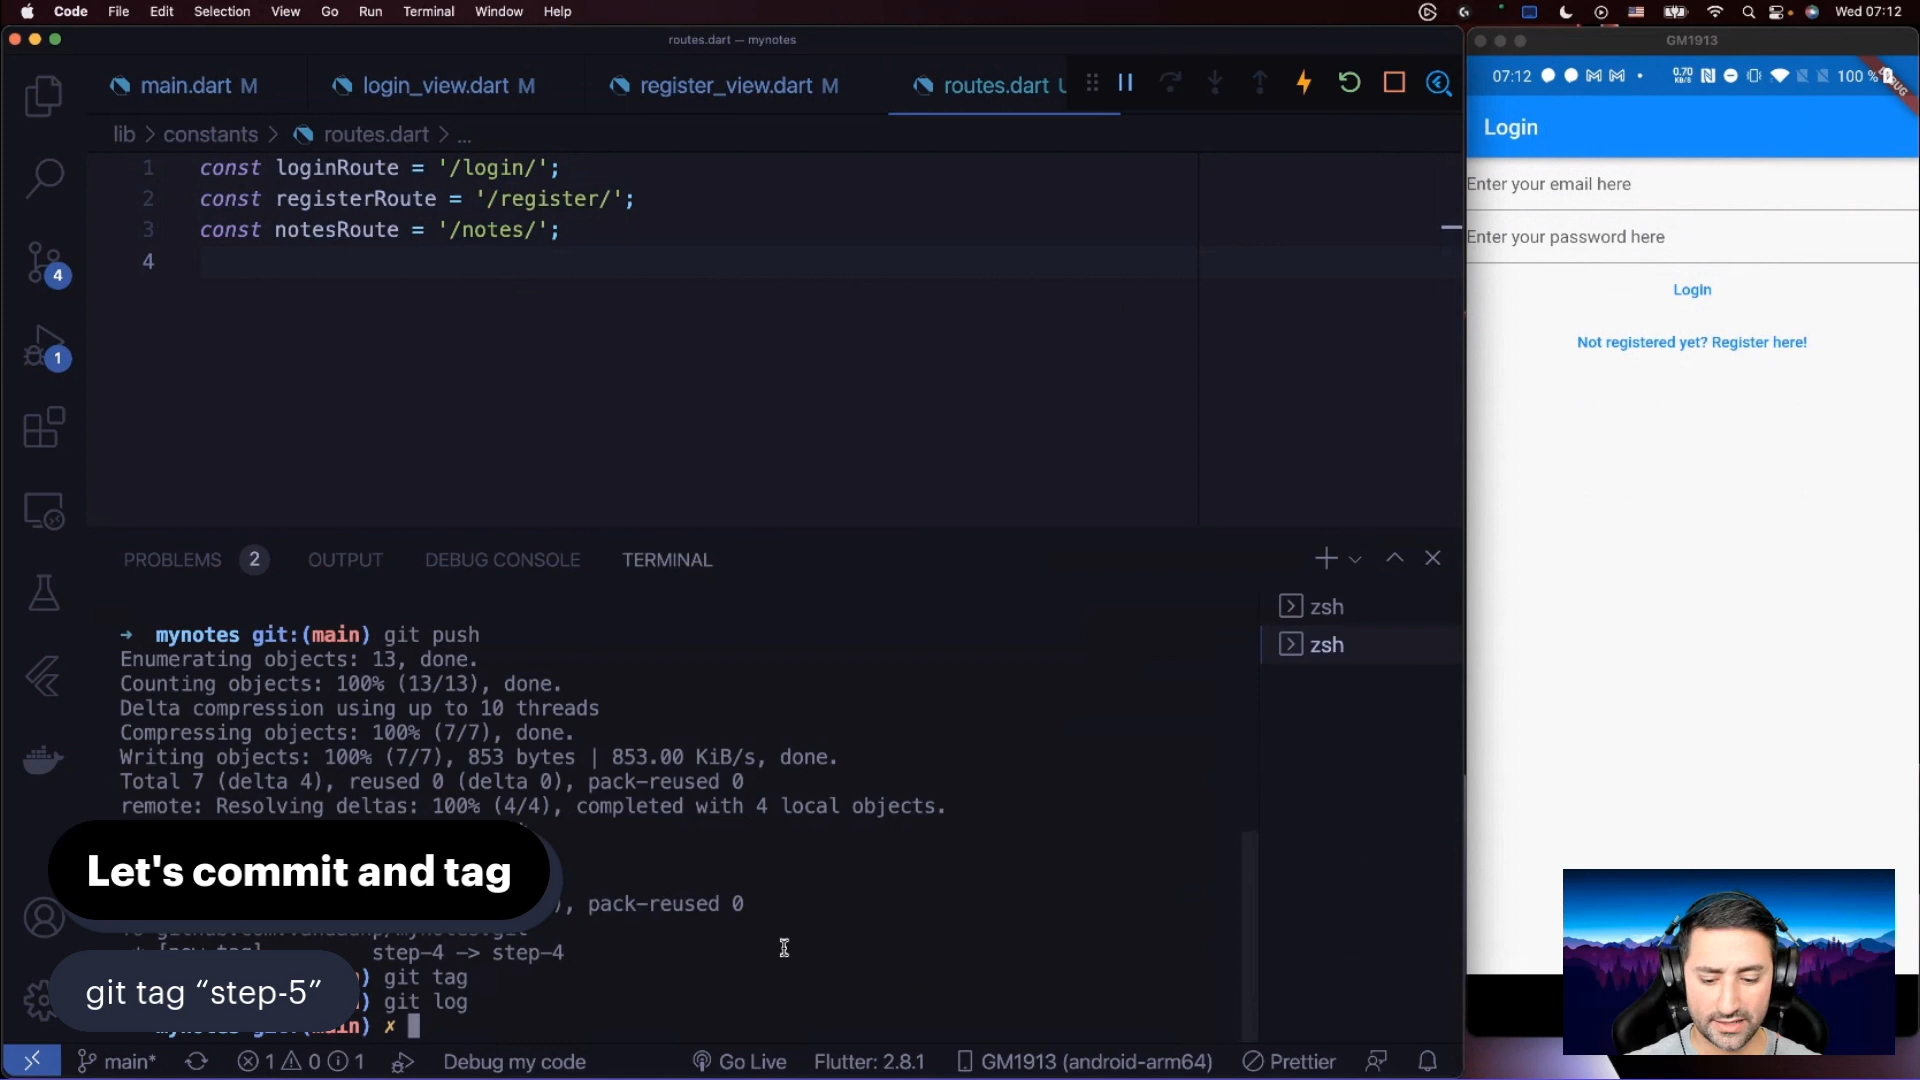 Code File Edit Selection View Go Run Terminal Window Help
Wed 07:12
routes.dart — mynotes
main.dart M
login_view.dart M
register_view.dart M
routes.dart U
lib > constants > routes.dart > ...
1 const loginRoute = '/login/';
2 const registerRoute = '/register/';
3 const notesRoute = '/notes/';
4
4
1
PROBLEMS 2 OUTPUT DEBUG CONSOLE TERMINAL
zsh
zsh
➜ mynotes git:(main) git push
Enumerating objects: 13, done.
Counting objects: 100% (13/13), done.
Delta compression using up to 10 threads
Compressing objects: 100% (7/7), done.
Writing objects: 100% (7/7), 853 bytes | 853.00 KiB/s, done.
Total 7 (delta 4), reused 0 (delta 0), pack-reused 0
remote: Resolving deltas: 100% (4/4), completed with 4 local objects.
), pack-reused 0
step-4 -> step-4
) git tag
) git log
✗
Let's commit and tag
git tag “step-5”
main* 1 0 1 Debug my code Go Live Flutter: 2.8.1 GM1913 (android-arm64) Prettier
GM1913
07:12 0.70 KB/S 100 %
Login
Enter your email here
Enter your password here
Login
Not registered yet? Register here!